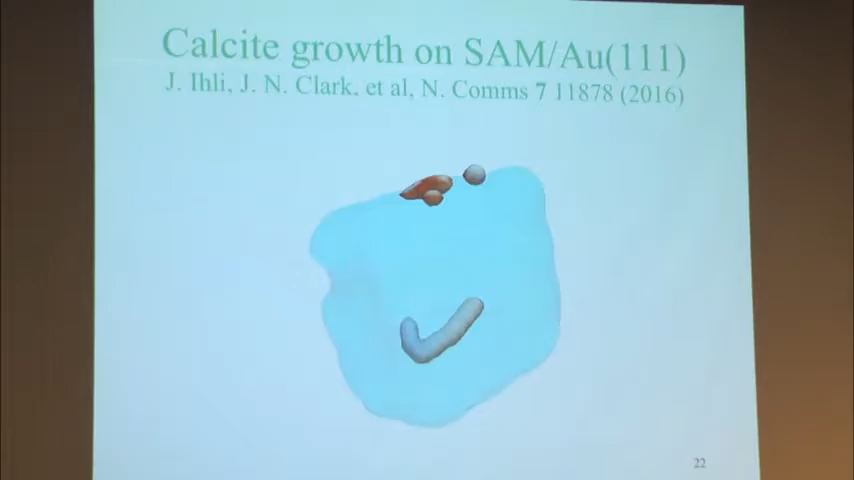 Calcite growth on SAM/Au(111)
J. Ihli, J. N. Clark, et al, N. Comms 7 11878 (2016)
22